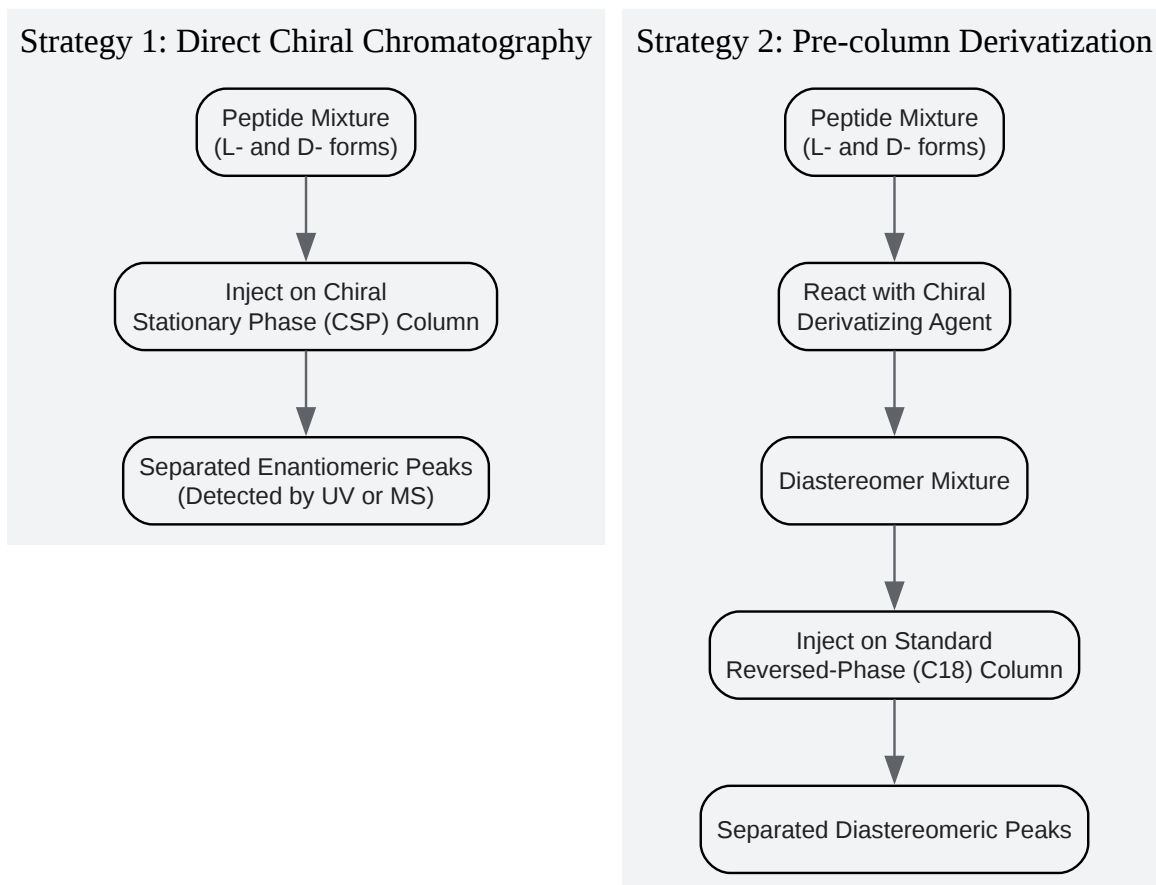 Strategy 1: Direct Chiral Chromatography
Peptide Mixture
(L- and D- forms)
Inject on Chiral
Stationary Phase (CSP) Column
Separated Enantiomeric Peaks
(Detected by UV or MS)
Strategy 2: Pre-column Derivatization
Peptide Mixture
(L- and D- forms)
React with Chiral
Derivatizing Agent
Diastereomer Mixture
Inject on Standard
Reversed-Phase (C18) Column
Separated Diastereomeric Peaks